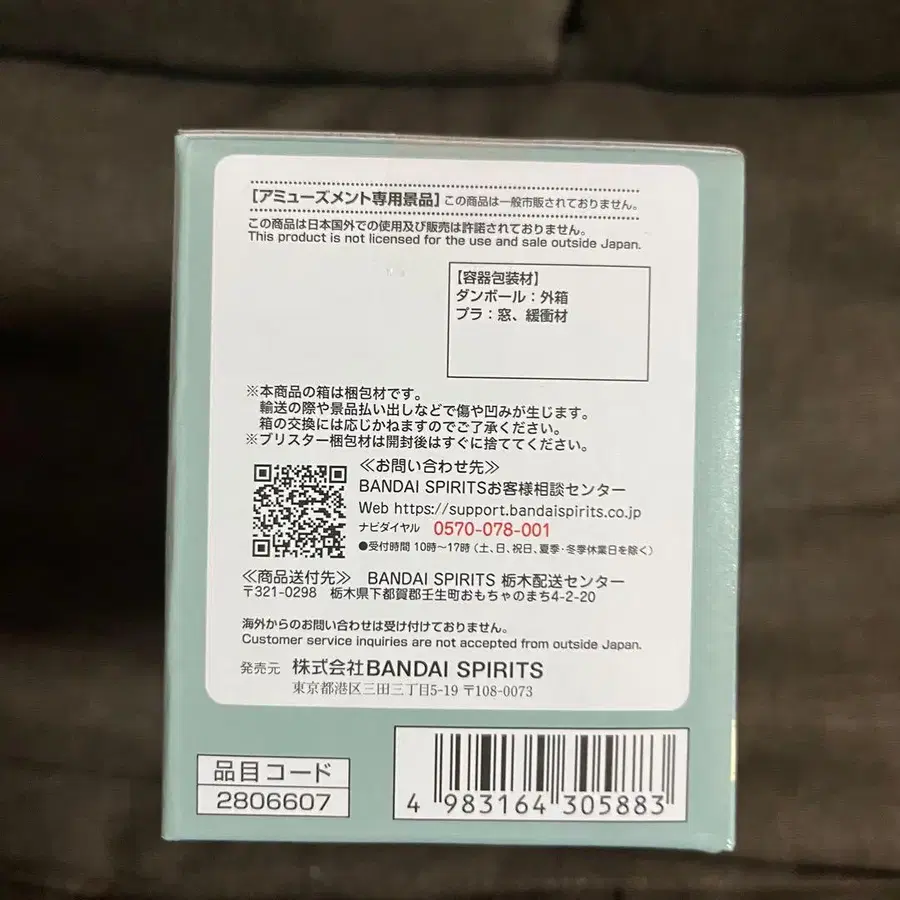 [アミューズメント専用景品] この商品は一般市販されておりません。
この商品は日本国外での使用及び販売は許諾されておりません。
This product is not licensed for the use and sale outside Japan.
【容器包装材】
ダンボール：外箱
プラ：窓、緩衝材
※本商品の箱は梱包材です。
輸送の際や景品払い出しなどで傷や凹みが生じます。
箱の交換には応じかねますのでご了承ください。
※ブリスター梱包材は開封後はすぐに捨ててください。
≪お問い合わせ先≫
BANDAI SPIRITSお客様相談センター
Web https://support.bandaispirits.co.jp
ナビダイヤル 0570-078-001
●受付時間 10時〜17時（土、日、祝日、夏季・冬季休業日を除く）
≪商品送付先≫ BANDAI SPIRITS 栃木配送センター
〒321-0298 栃木県下都賀郡壬生町おもちゃのまち4-2-20
海外からのお問い合わせは受け付けておりません。
Customer service inquiries are not accepted from outside Japan.
発売元 株式会社BANDAI SPIRITS
東京都港区三田三丁目5-19 〒108-0073
品目コード
2806607
4 983164 305883